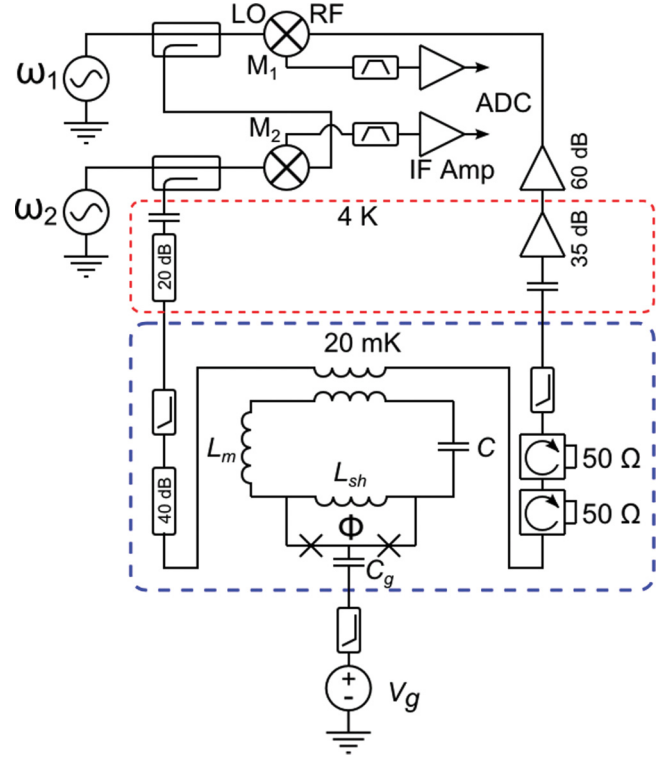 LO RF
ω1
M1
ADC
M2
IF Amp
ω2
60 dB
4 K
20 dB
35 dB
20 mK
Lm
C
Lsh
50 Ω
40 dB
Φ
50 Ω
Cg
+
-
Vg